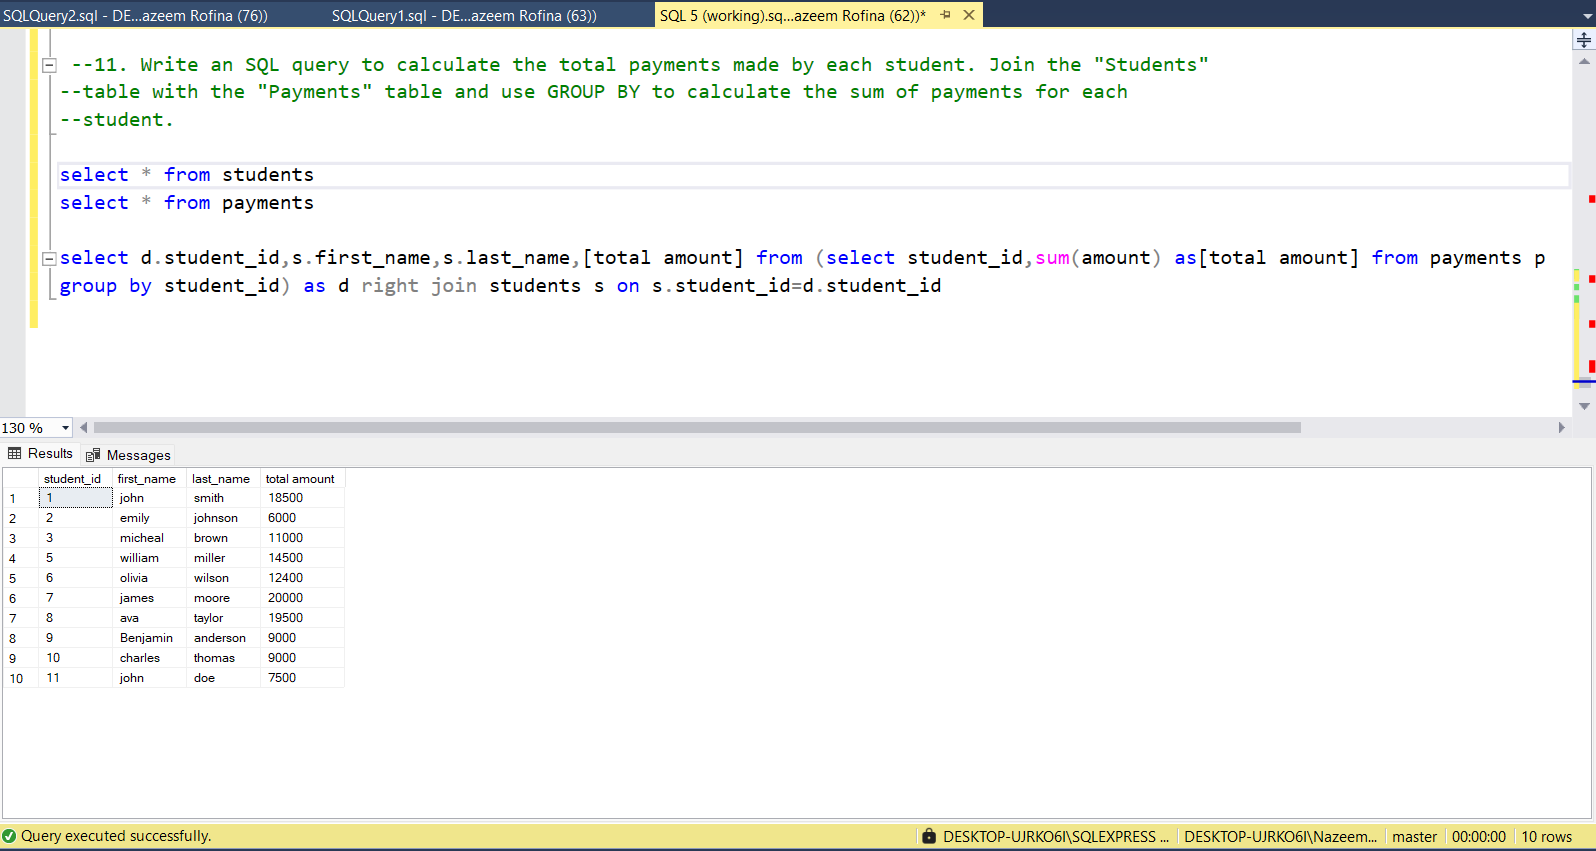 SQLQuery2.sql - DE...azeem Rofina (76))
SQLQuery1.sql - DE...azeem Rofina (63))
SQL 5 (working).sq...azeem Rofina (62))*
--11. Write an SQL query to calculate the total payments made by each student. Join the "Students"
--table with the "Payments" table and use GROUP BY to calculate the sum of payments for each
--student.
select * from students
select * from payments
select d.student_id,s.first_name,s.last_name,[total amount] from (select student_id,sum(amount) as[total amount] from payments p
group by student_id) as d right join students s on s.student_id=d.student_id
130 %
Results Messages
student_id first_name last_name total amount
1 1 john smith 18500
2 2 emily johnson 6000
3 3 micheal brown 11000
4 5 william miller 14500
5 6 olivia wilson 12400
6 7 james moore 20000
7 8 ava taylor 19500
8 9 Benjamin anderson 9000
9 10 charles thomas 9000
10 11 john doe 7500
Query executed successfully.
DESKTOP-UJRKO6I\SQLEXPRESS ... DESKTOP-UJRKO6I\Nazeem... master 00:00:00 10 rows